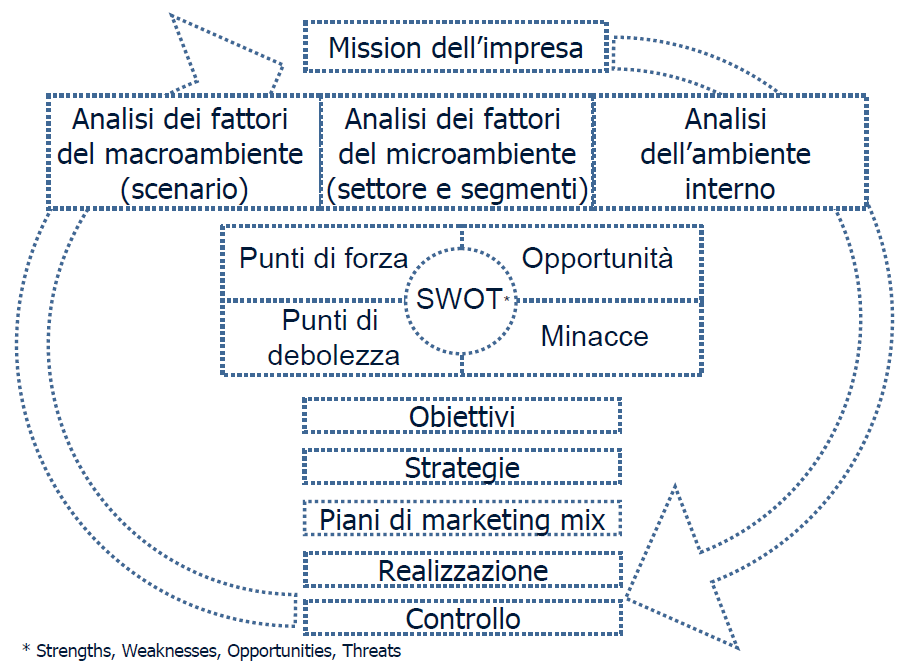 Mission dell'impresa
Analisi dei fattori
del macroambiente
(scenario)
Analisi dei fattori
del microambiente
(settore e segmenti)
Analisi
dell'ambiente
interno
Punti di forza
Opportunità
SWOT*
Punti di
debolezza
Minacce
Obiettivi
Strategie
Piani di marketing mix
Realizzazione
Controllo
* Strengths, Weaknesses, Opportunities, Threats